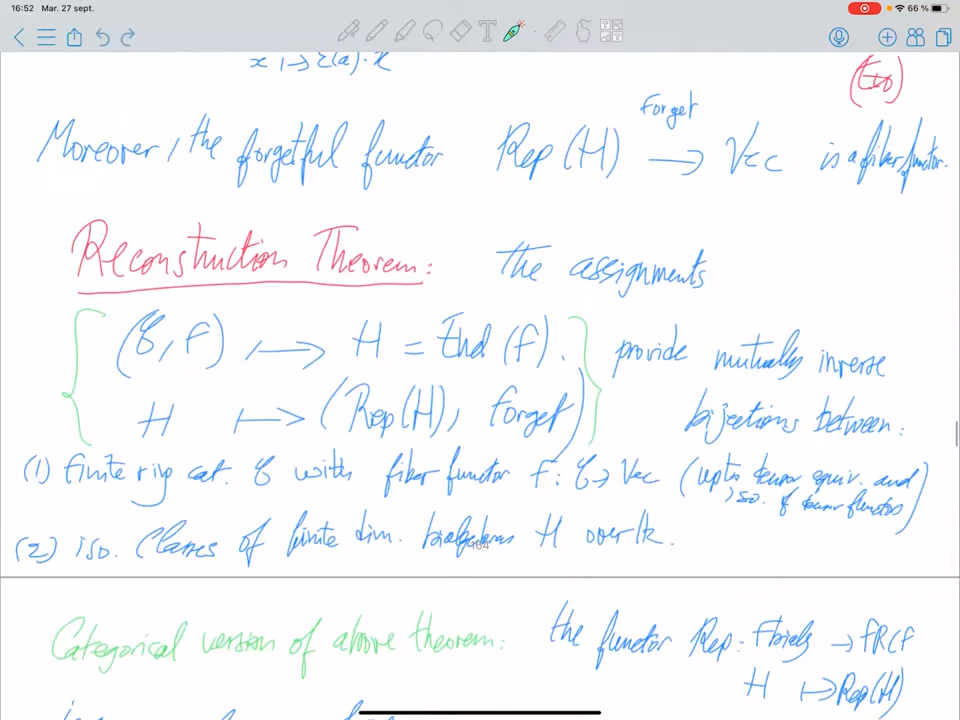 16:52 Mar. 27 sept. 66 %
x ↦ ε(a)·x
(Exo)
Moreover, the forgetful functor Rep(H) →^{Forget} Vec is a fiber functor.
Reconstruction Theorem: the assignments
(𝒞, F) ↦ H = End(F). provide mutually inverse
H ↦ (Rep(H), Forget) bijections between:
(1) finite ring cat. 𝒞 with fiber functor F: 𝒞 → Vec (up to tensor equiv. and iso. of tensor functors)
(2) iso. classes of finite dim. bialgebras H over k.
164
Categorical version of above theorem: the functor Rep: Fbialg → fRCF
H ↦ Rep(H)